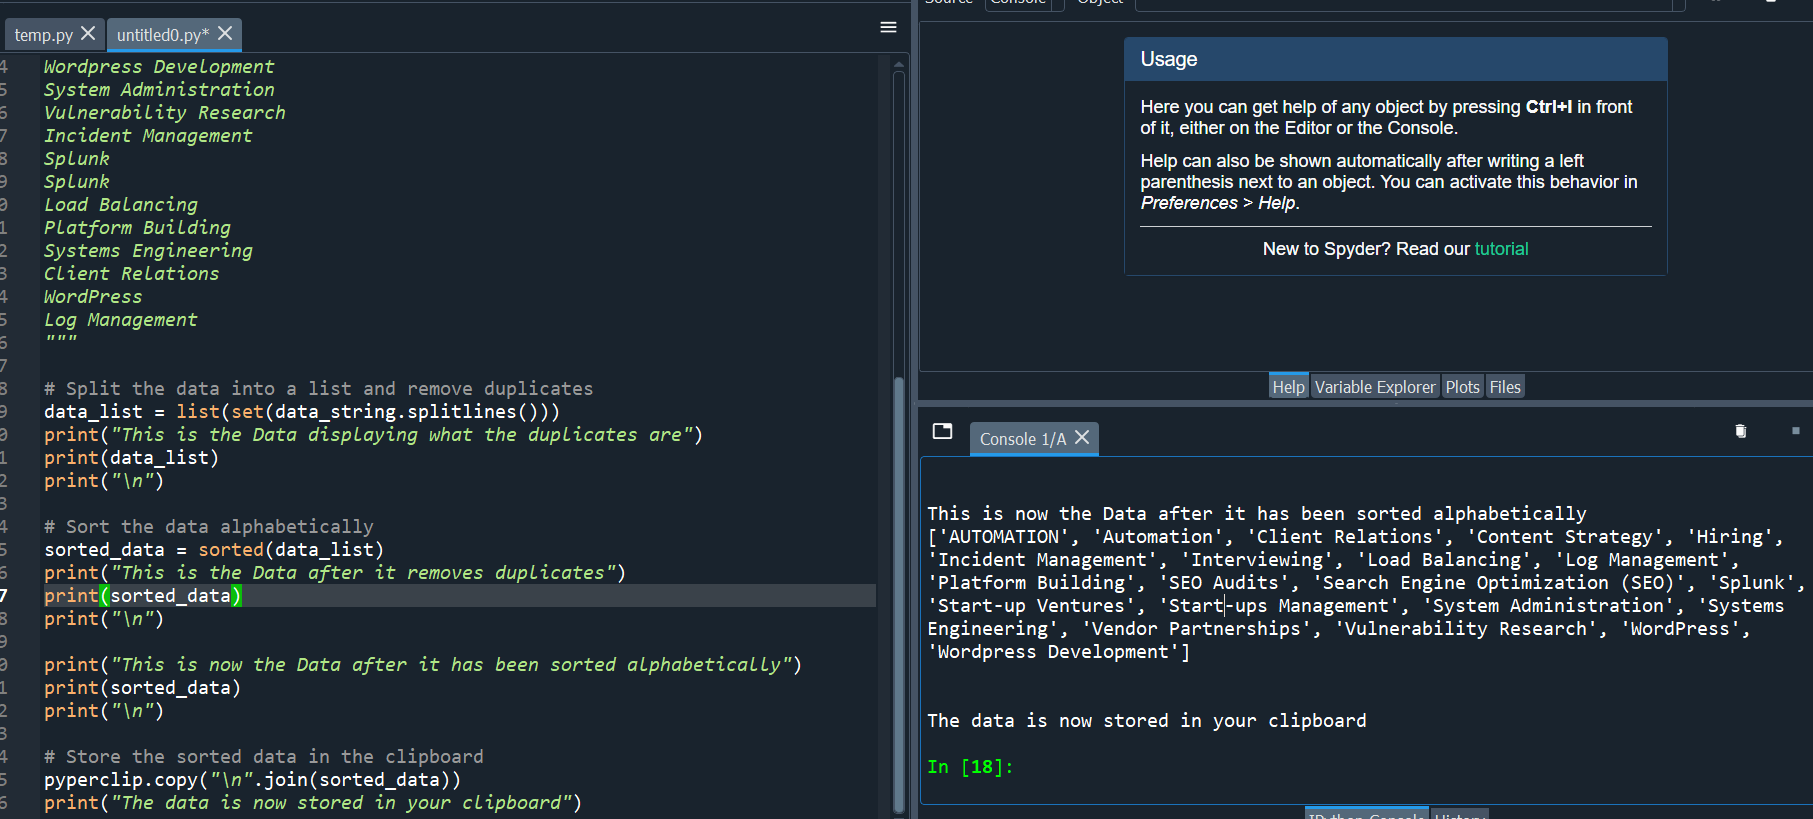 Source Console Object
temp.py untitled0.py*
4 Wordpress Development
5 System Administration
6 Vulnerability Research
7 Incident Management
8 Splunk
9 Splunk
0 Load Balancing
1 Platform Building
2 Systems Engineering
3 Client Relations
4 WordPress
5 Log Management
6 """
7
8 # Split the data into a list and remove duplicates
9 data_list = list(set(data_string.splitlines()))
0 print("This is the Data displaying what the duplicates are")
1 print(data_list)
2 print("\n")
3
4 # Sort the data alphabetically
5 sorted_data = sorted(data_list)
6 print("This is the Data after it removes duplicates")
7 print(sorted_data)
8 print("\n")
9
0 print("This is now the Data after it has been sorted alphabetically")
1 print(sorted_data)
2 print("\n")
3
4 # Store the sorted data in the clipboard
5 pyperclip.copy("\n".join(sorted_data))
6 print("The data is now stored in your clipboard")
Usage
Here you can get help of any object by pressing Ctrl+I in front
of it, either on the Editor or the Console.
Help can also be shown automatically after writing a left
parenthesis next to an object. You can activate this behavior in
Preferences > Help.
New to Spyder? Read our tutorial
Help Variable Explorer Plots Files
Console 1/A
This is now the Data after it has been sorted alphabetically
['AUTOMATION', 'Automation', 'Client Relations', 'Content Strategy', 'Hiring',
'Incident Management', 'Interviewing', 'Load Balancing', 'Log Management',
'Platform Building', 'SEO Audits', 'Search Engine Optimization (SEO)', 'Splunk',
'Start-up Ventures', 'Start-ups Management', 'System Administration', 'Systems
Engineering', 'Vendor Partnerships', 'Vulnerability Research', 'WordPress',
'Wordpress Development']
The data is now stored in your clipboard
In [18]:
IPython Console History